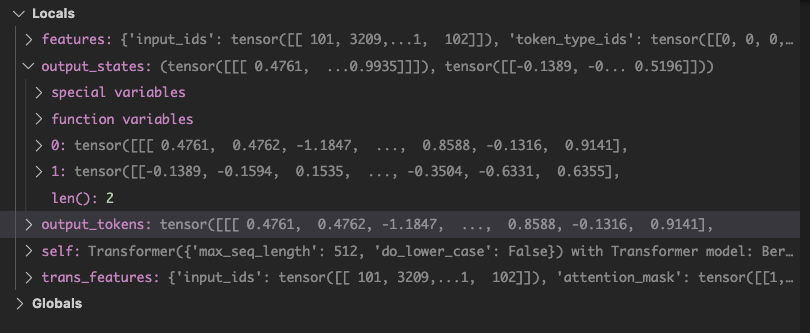 Locals
features: {'input_ids': tensor([[ 101, 3209,...1, 102]]), 'token_type_ids': tensor([[0, 0, 0,…
output_states: (tensor([[[ 0.4761, ...0.9935]]]), tensor([[-0.1389, -0... 0.5196]]))
special variables
function variables
0: tensor([[[ 0.4761, 0.4762, -1.1847, ..., 0.8588, -0.1316, 0.9141],
1: tensor([[-0.1389, -0.1594, 0.1535, ..., -0.3504, -0.6331, 0.6355],
len(): 2
output_tokens: tensor([[[ 0.4761, 0.4762, -1.1847, ..., 0.8588, -0.1316, 0.9141],
self: Transformer({'max_seq_length': 512, 'do_lower_case': False}) with Transformer model: Ber…
trans_features: {'input_ids': tensor([[ 101, 3209,...1, 102]]), 'attention_mask': tensor([[1,…
Globals